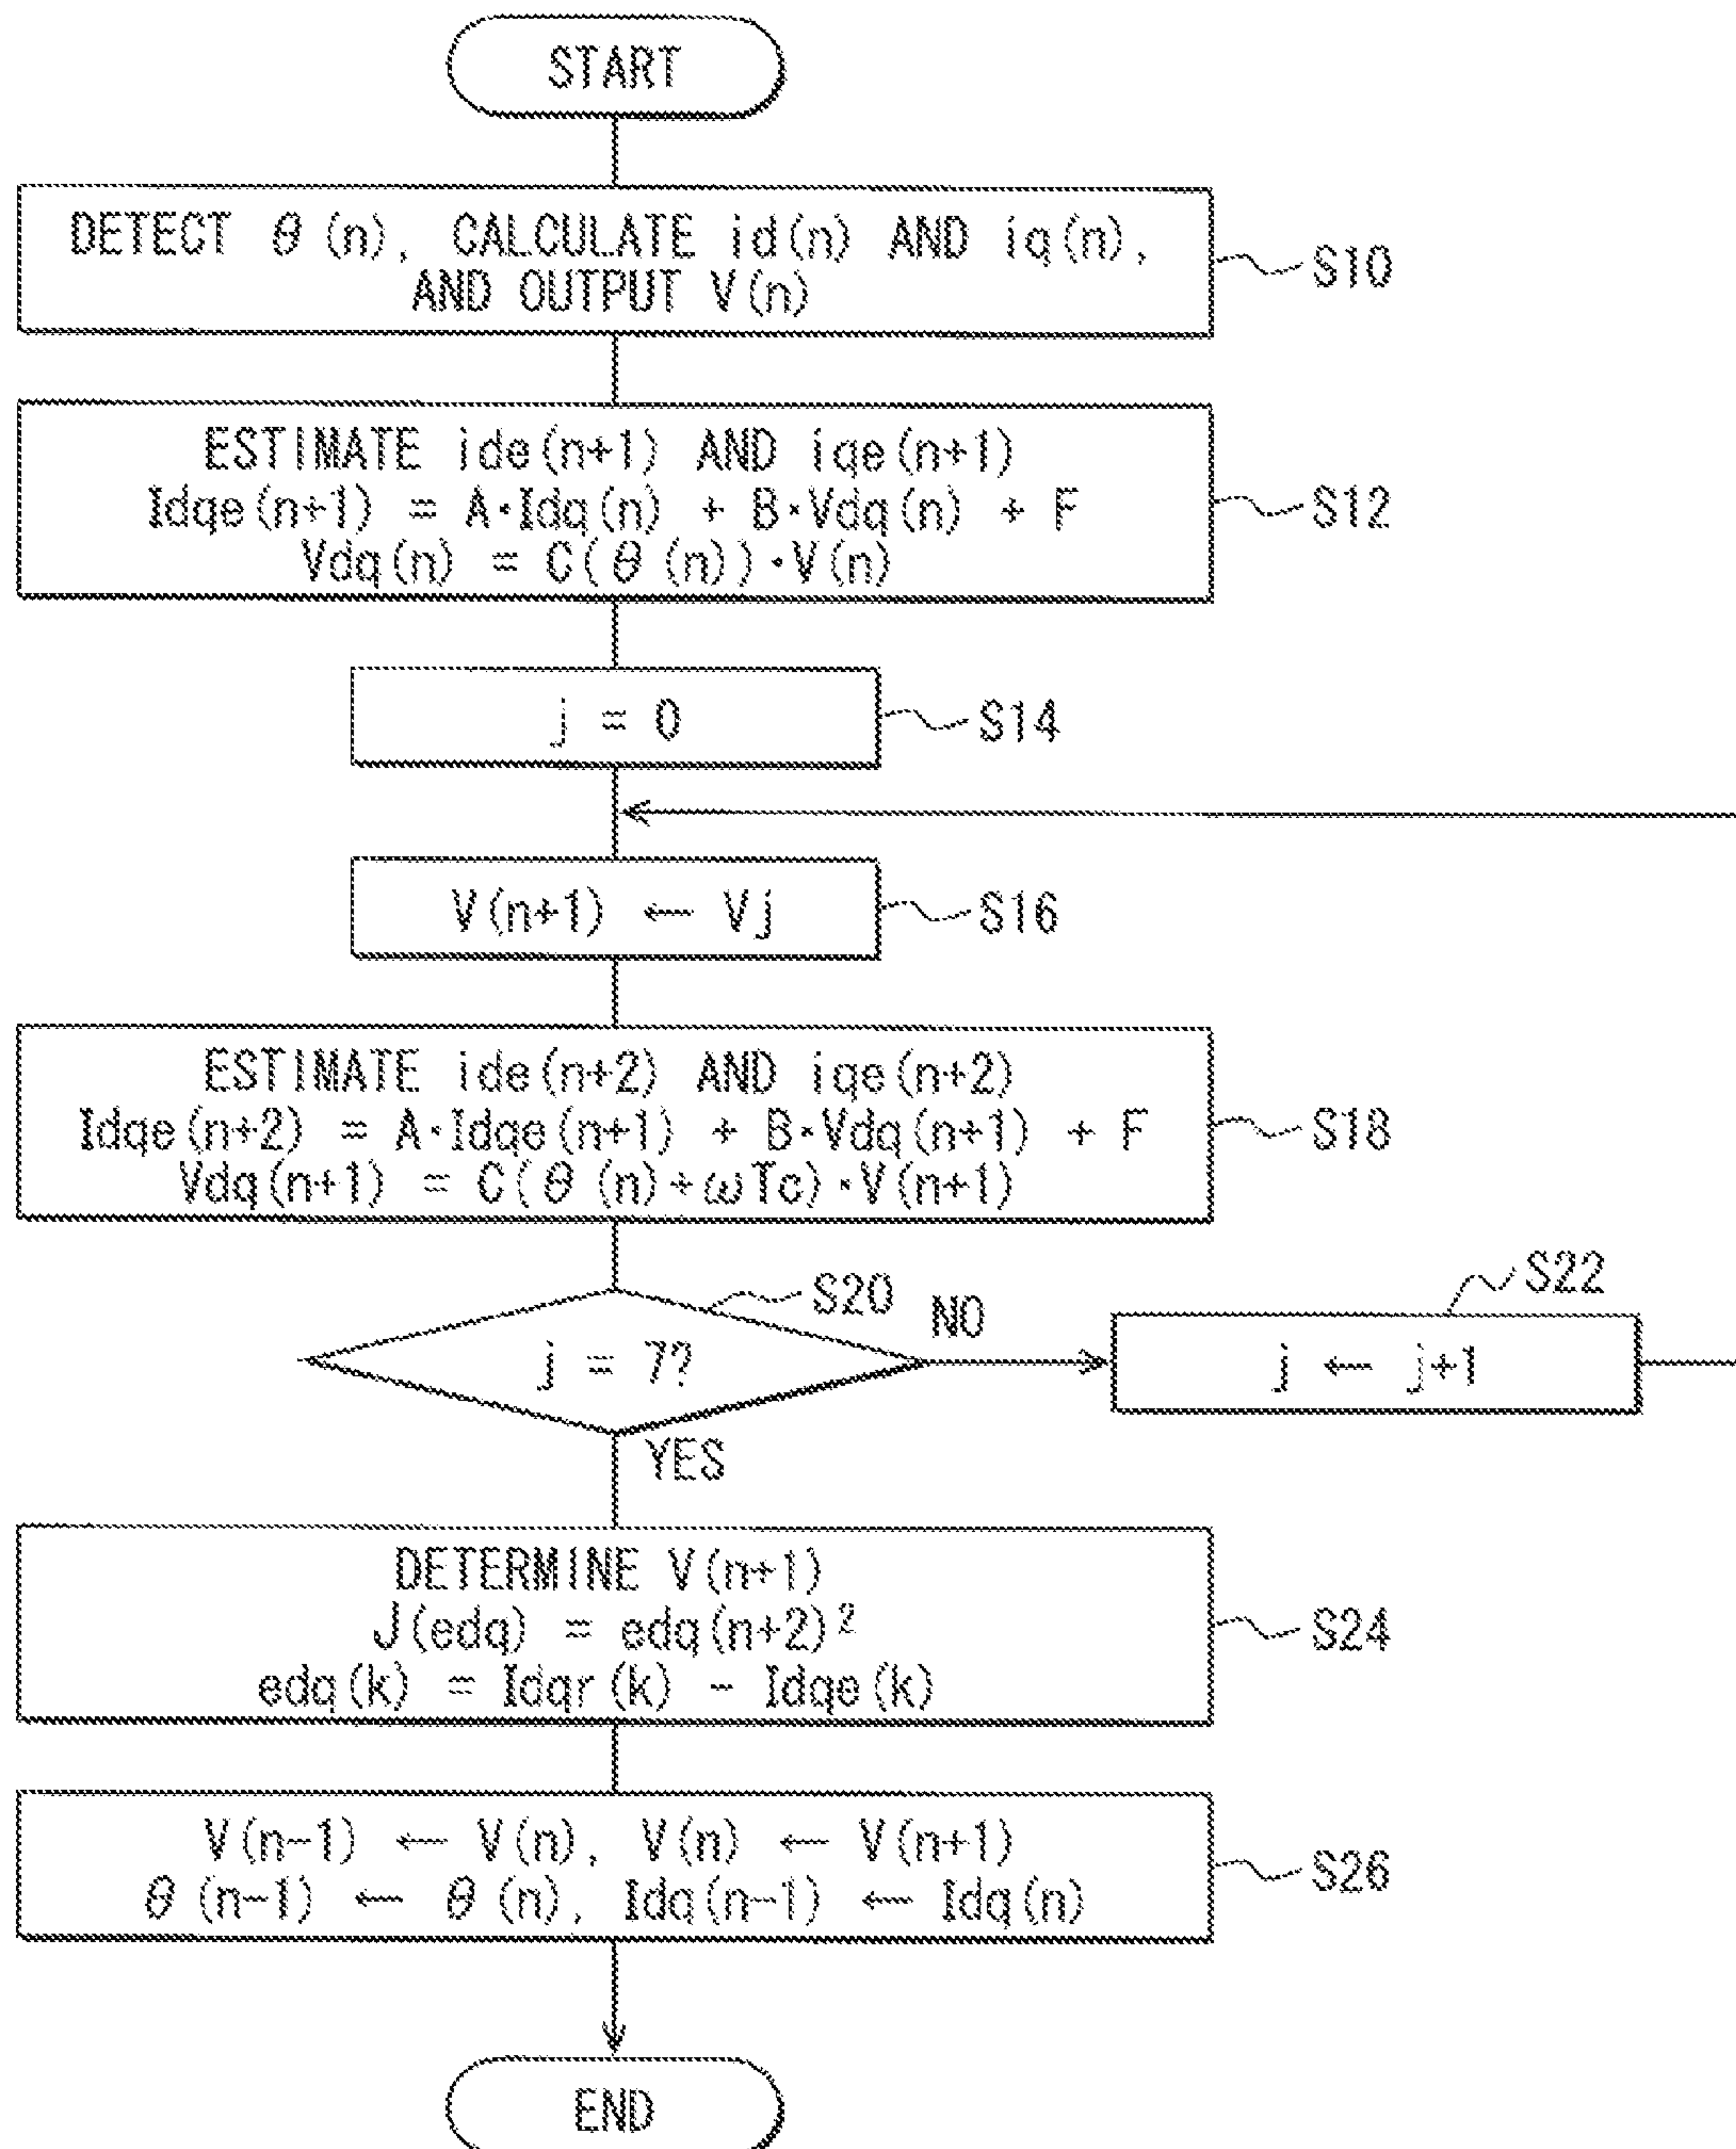 START
DETECT θ(n), CALCULATE id(n) AND iq(n),
AND OUTPUT V(n)
S10
ESTIMATE ide(n+1) AND iqe(n+1)
Idqe(n+1) = A·Idq(n) + B·Vdq(n) + F
Vdq(n) = C(θ(n))·V(n)
S12
j = 0
S14
V(n+1) ← Vj
S16
ESTIMATE ide(n+2) AND iqe(n+2)
Idqe(n+2) = A·Idqe(n+1) + B·Vdq(n+1) + F
Vdq(n+1) = C(θ(n)+ωTc)·V(n+1)
S18
S20
j = 7?
NO
S22
j ← j+1
YES
DETERMINE V(n+1)
J(edq) = edq(n+2)²
edq(k) = Idqr(k) - Idqe(k)
S24
V(n-1) ← V(n), V(n) ← V(n+1)
θ(n-1) ← θ(n), Idq(n-1) ← Idq(n)
S26
END